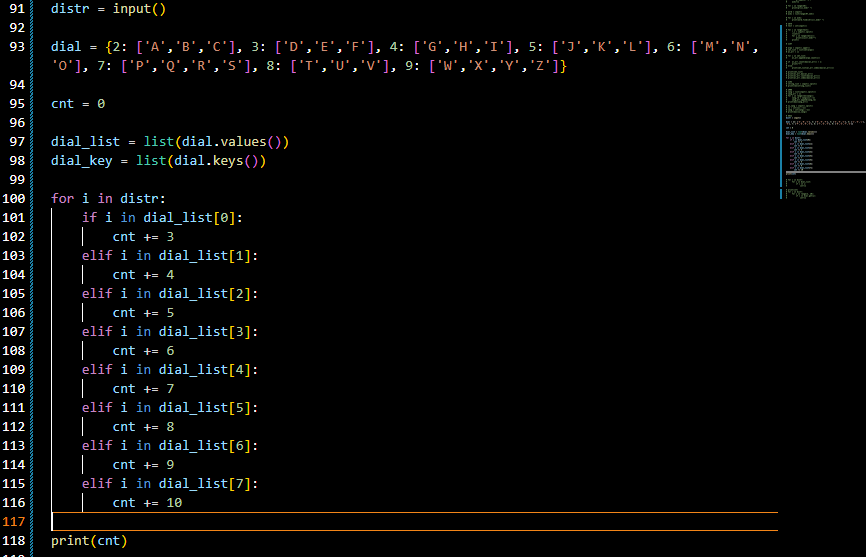 91 distr = input()
92
93 dial = {2: ['A','B','C'], 3: ['D','E','F'], 4: ['G','H','I'], 5: ['J','K','L'], 6: ['M','N',
'O'], 7: ['P','Q','R','S'], 8: ['T','U','V'], 9: ['W','X','Y','Z']}
94
95 cnt = 0
96
97 dial_list = list(dial.values())
98 dial_key = list(dial.keys())
99
100 for i in distr:
101     if i in dial_list[0]:
102         cnt += 3
103     elif i in dial_list[1]:
104         cnt += 4
105     elif i in dial_list[2]:
106         cnt += 5
107     elif i in dial_list[3]:
108         cnt += 6
109     elif i in dial_list[4]:
110         cnt += 7
111     elif i in dial_list[5]:
112         cnt += 8
113     elif i in dial_list[6]:
114         cnt += 9
115     elif i in dial_list[7]:
116         cnt += 10
117
118 print(cnt)